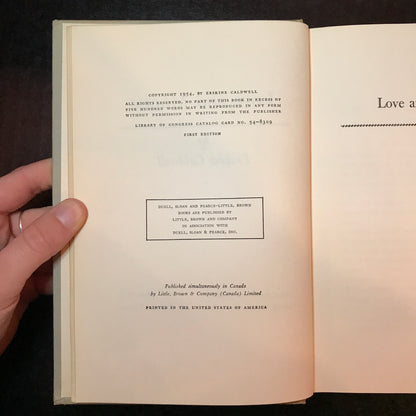 COPYRIGHT 1954, BY ERSKINE CALDWELL
ALL RIGHTS RESERVED. NO PART OF THIS BOOK IN EXCESS OF
FIVE HUNDRED WORDS MAY BE REPRODUCED IN ANY FORM
WITHOUT PERMISSION IN WRITING FROM THE PUBLISHER
LIBRARY OF CONGRESS CATALOG CARD NO. 54-8309
FIRST EDITION
DUELL, SLOAN AND PEARCE-LITTLE, BROWN
BOOKS ARE PUBLISHED BY
LITTLE, BROWN AND COMPANY
IN ASSOCIATION WITH
DUELL, SLOAN & PEARCE, INC.
Published simultaneously in Canada
by Little, Brown & Company (Canada) Limited
PRINTED IN THE UNITED STATES OF AMERICA
Love a